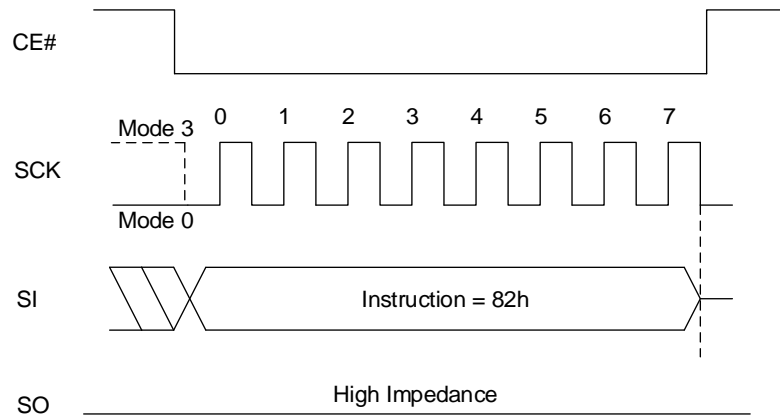 CE#
0 1 2 3 4 5 6 7
Mode 3
SCK
Mode 0
SI
Instruction = 82h
High Impedance
SO